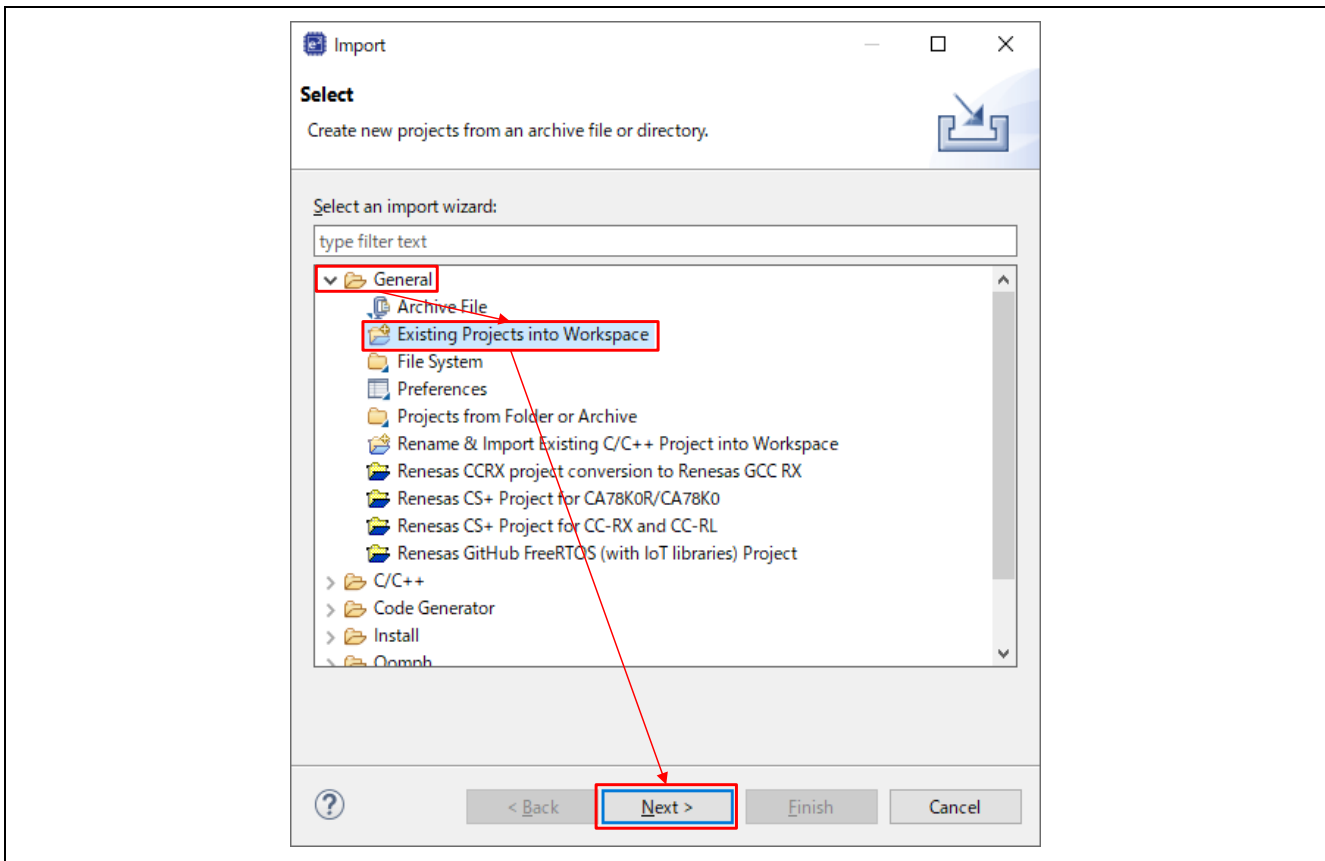 Import
Select
Create new projects from an archive file or directory.
Select an import wizard:
type filter text
General
Archive File
Existing Projects into Workspace
File System
Preferences
Projects from Folder or Archive
Rename & Import Existing C/C++ Project into Workspace
Renesas CCRX project conversion to Renesas GCC RX
Renesas CS+ Project for CA78K0R/CA78K0
Renesas CS+ Project for CC-RX and CC-RL
Renesas GitHub FreeRTOS (with IoT libraries) Project
C/C++
Code Generator
Install
Oomph
? < Back Next > Finish Cancel